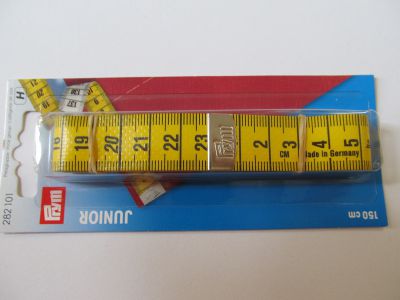 H
19 20 21 22 23
Prym
2 3 4 5
CM
Made in Germany
282 101
Prym
JUNIOR
150 cm